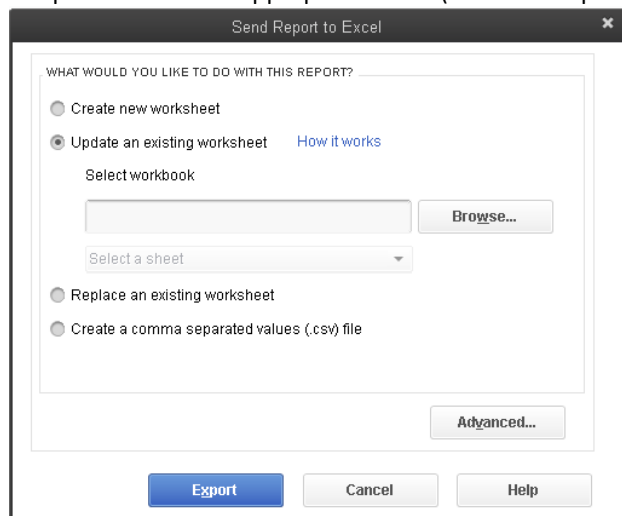 Send Report to Excel
WHAT WOULD YOU LIKE TO DO WITH THIS REPORT?
Create new worksheet
Update an existing worksheet How it works
Select workbook
Browse...
Select a sheet
Replace an existing worksheet
Create a comma separated values (.csv) file
Advanced...
Export Cancel Help